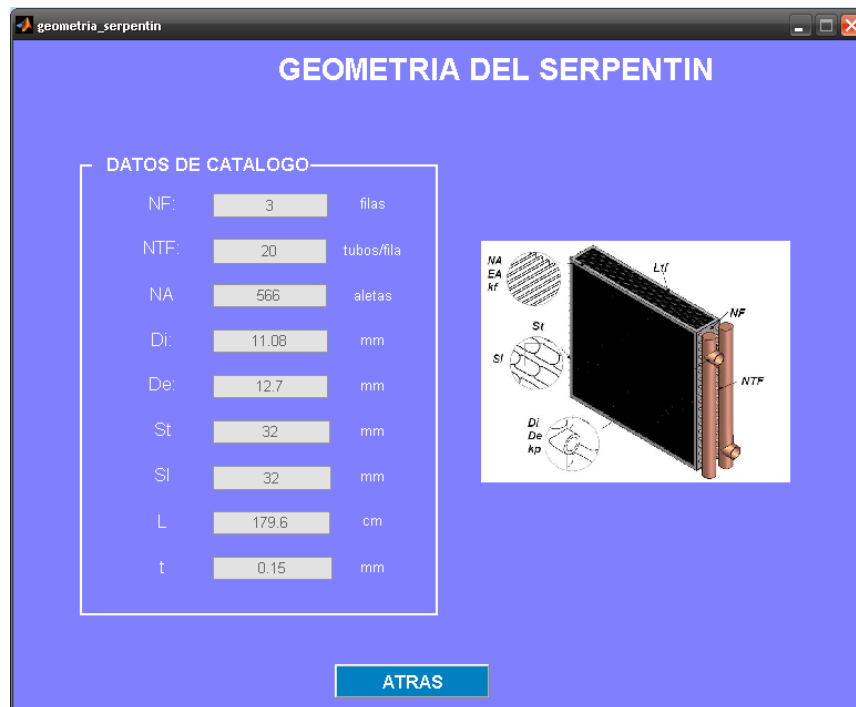 geometria_serpentin
GEOMETRIA DEL SERPENTIN
DATOS DE CATALOGO
NF: 3 filas
NTF: 20 tubos/fila
NA 566 aletas
Di: 11.08 mm
De: 12.7 mm
St 32 mm
Sl 32 mm
L 179.6 cm
t 0.15 mm
NA
EA
kf
Ltf
NF
St
Sl
NTF
Di
De
kp
ATRAS